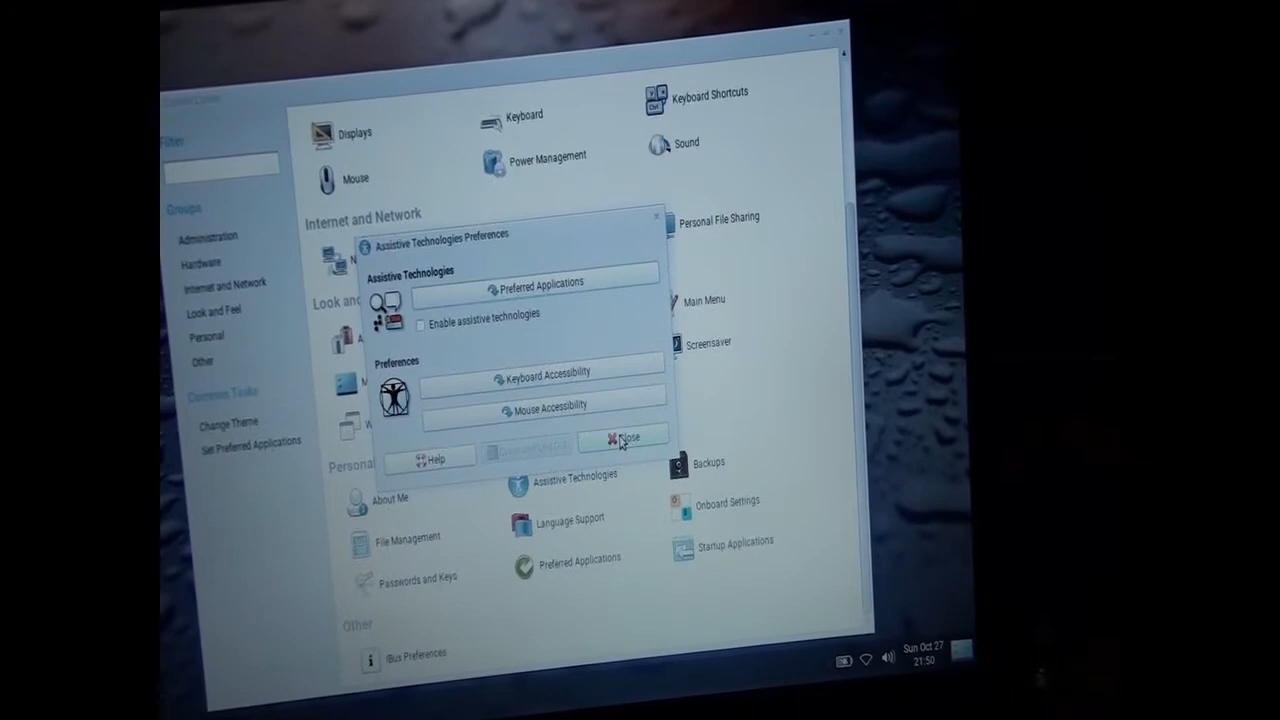 Filter
Groups
Administration
Hardware
Internet and Network
Look and Feel
Personal
Other
Common Tasks
Change Theme
Set Preferred Applications
Displays
Keyboard
Keyboard Shortcuts
Mouse
Power Management
Sound
Internet and Network
Personal File Sharing
Look and
Main Menu
Screensaver
Assistive Technologies Preferences
Assistive Technologies
Preferred Applications
Enable assistive technologies
Preferences
Keyboard Accessibility
Mouse Accessibility
Help
Close
Persona
About Me
Assistive Technologies
Backups
File Management
Language Support
Onboard Settings
Passwords and Keys
Preferred Applications
Startup Applications
Other
IBus Preferences
Sun Oct 27
21:50